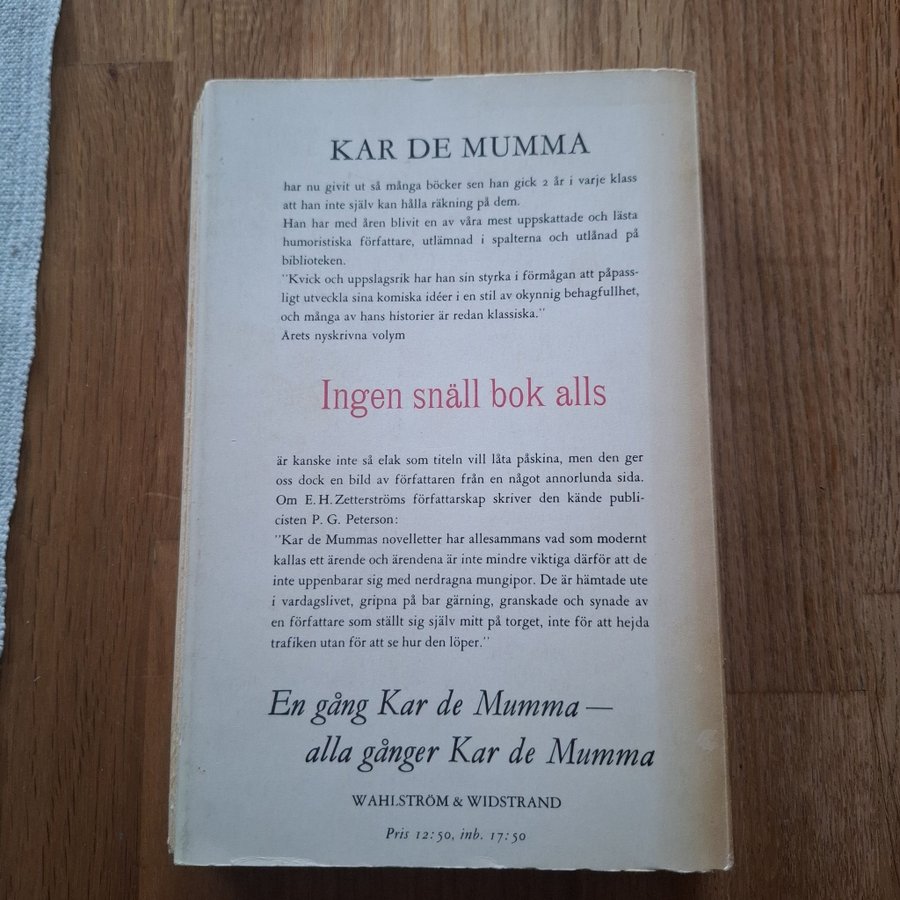 KAR DE MUMMA
har nu givit ut så många böcker sen han gick 2 år i varje klass
att han inte själv kan hålla räkning på dem.
Han har med åren blivit en av våra mest uppskattade och lästa
humoristiska författare, utlämnad i spalterna och utlånad på
biblioteken.
"Kvick och uppslagsrik har han sin styrka i förmågan att påpass-
ligt utveckla sina komiska idéer i en stil av okynnig behagfullhet,
och många av hans historier är redan klassiska."
Årets nyskrivna volym
Ingen snäll bok alls
är kanske inte så elak som titeln vill låta påskina, men den ger
oss dock en bild av författaren från en något annorlunda sida.
Om E. H. Zetterströms författarskap skriver den kände publi-
cisten P. G. Peterson:
"Kar de Mummas novelletter har allesammans vad som modernt
kallas ett ärende och ärendena är inte mindre viktiga därför att de
inte uppenbarar sig med nerdragna mungipor. De är hämtade ute
i vardagslivet, gripna på bar gärning, granskade och synade av
en författare som ställt sig själv mitt på torget, inte för att hejda
trafiken utan för att se hur den löper."
En gång Kar de Mumma —
alla gånger Kar de Mumma
WAHLSTRÖM & WIDSTRAND
Pris 12:50, inb. 17:50